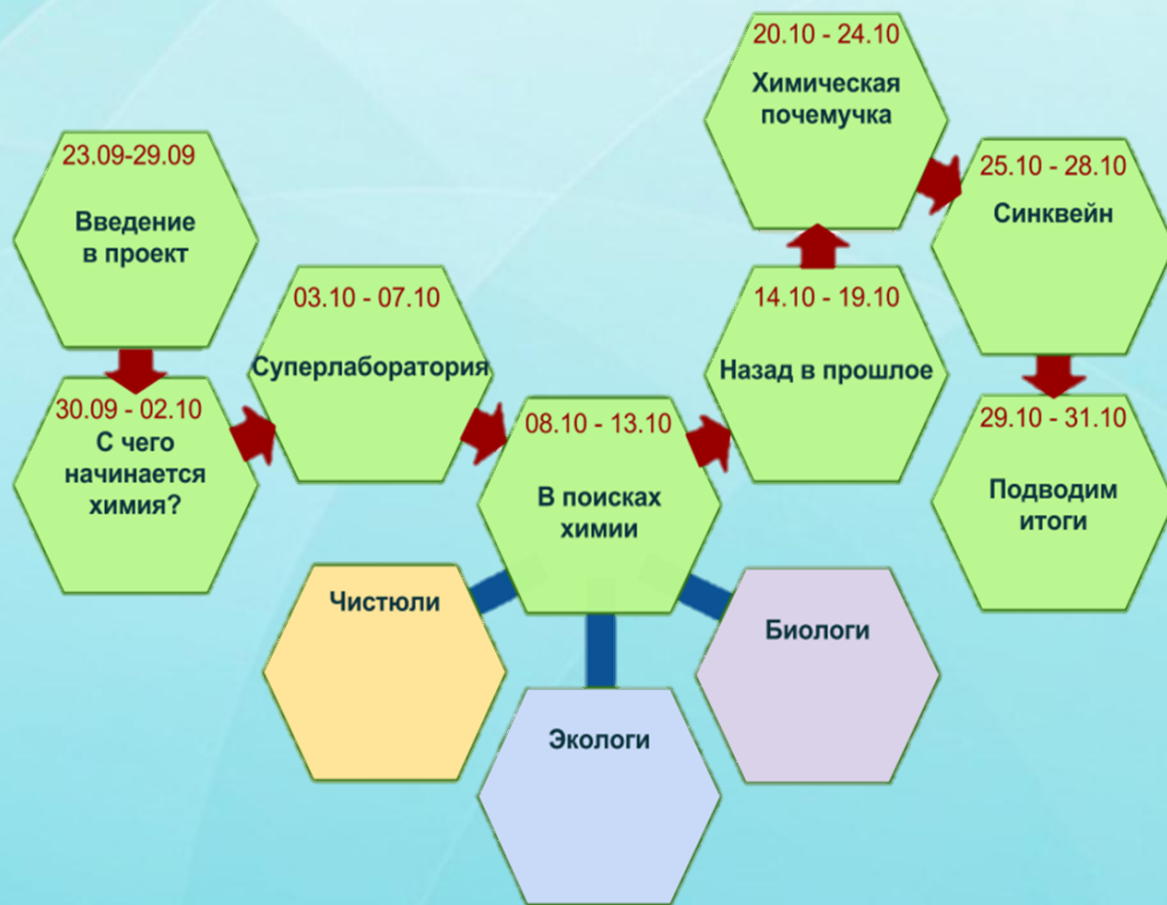 23.09-29.09
Введение
в проект
30.09 - 02.10
С чего
начинается
химия?
03.10 - 07.10
Суперлаборатория
08.10 - 13.10
В поисках
химии
Чистюли
Экологи
Биологи
14.10 - 19.10
Назад в прошлое
20.10 - 24.10
Химическая
почемучка
25.10 - 28.10
Синквейн
29.10 - 31.10
Подводим
итоги